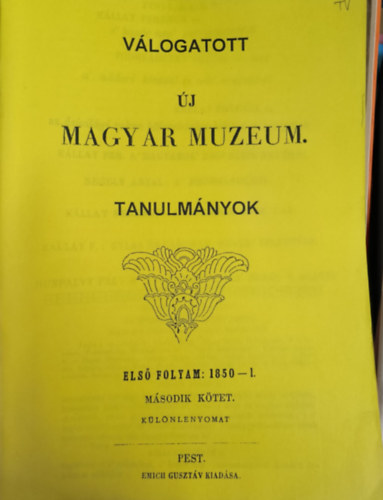 VÁLOGATOTT
ÚJ
MAGYAR MUZEUM.
TANULMÁNYOK
ELSŐ FOLYAM: 1850 – I.
MÁSODIK KÖTET.
KÜLÖNLENYOMAT
PEST.
EMICH GUSZTÁV KIADÁSA.